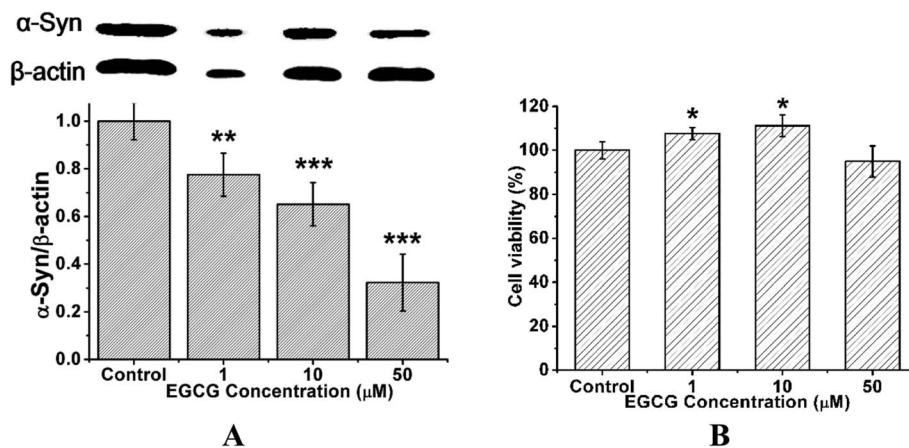 α-Syn
β-actin
α-Syn/β-actin
1.0
0.8
0.6
0.4
0.2
0.0
**
***
***
Control 1 10 50
EGCG Concentration (μM)
A
Cell viability (%)
120
100
80
60
40
20
0
*
*
Control 1 10 50
EGCG Concentration (μM)
B